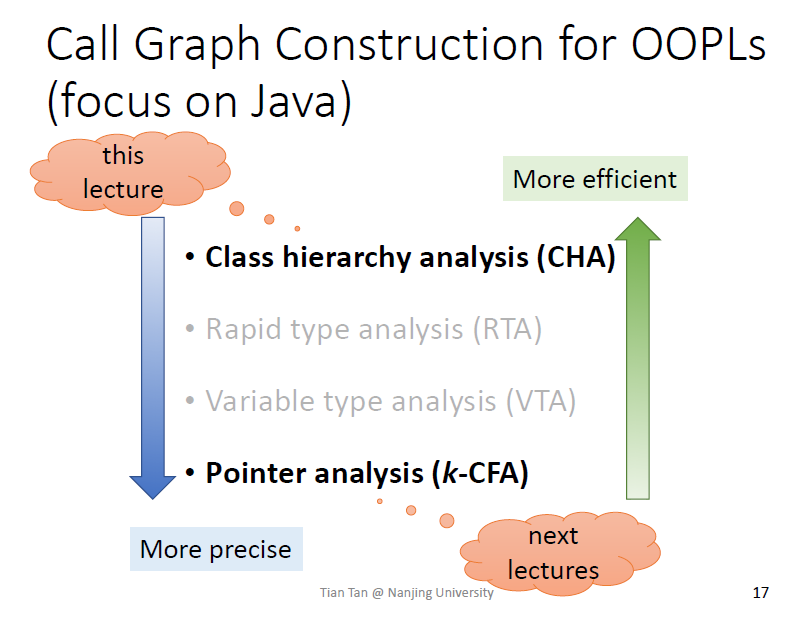 Call Graph Construction for OOPLs
(focus on Java)
this
lecture
More efficient
• Class hierarchy analysis (CHA)
• Rapid type analysis (RTA)
• Variable type analysis (VTA)
• Pointer analysis (k-CFA)
More precise
next
lectures
Tian Tan @ Nanjing University
17